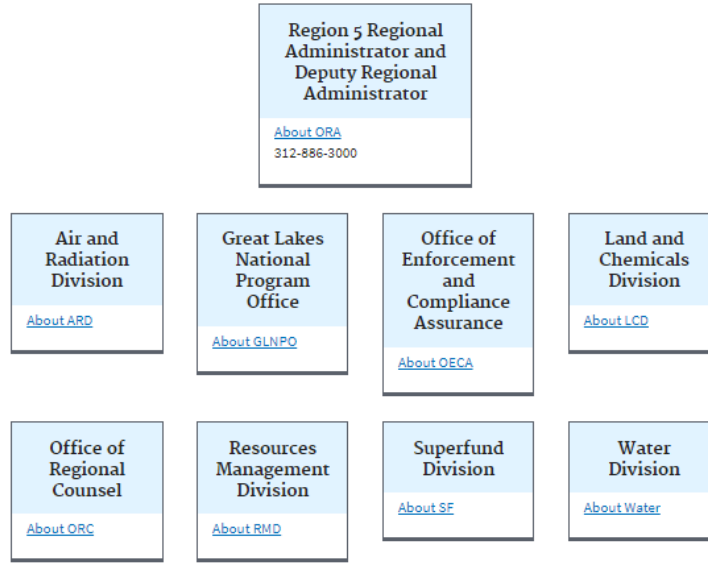 Region 5 Regional
Administrator and
Deputy Regional
Administrator
About ORA
312-886-3000
Air and
Radiation
Division
About ARD
Great Lakes
National
Program
Office
About GLNPO
Office of
Enforcement
and
Compliance
Assurance
About OECA
Land and
Chemicals
Division
About LCD
Office of
Regional
Counsel
About ORC
Resources
Management
Division
About RMD
Superfund
Division
About SF
Water
Division
About Water